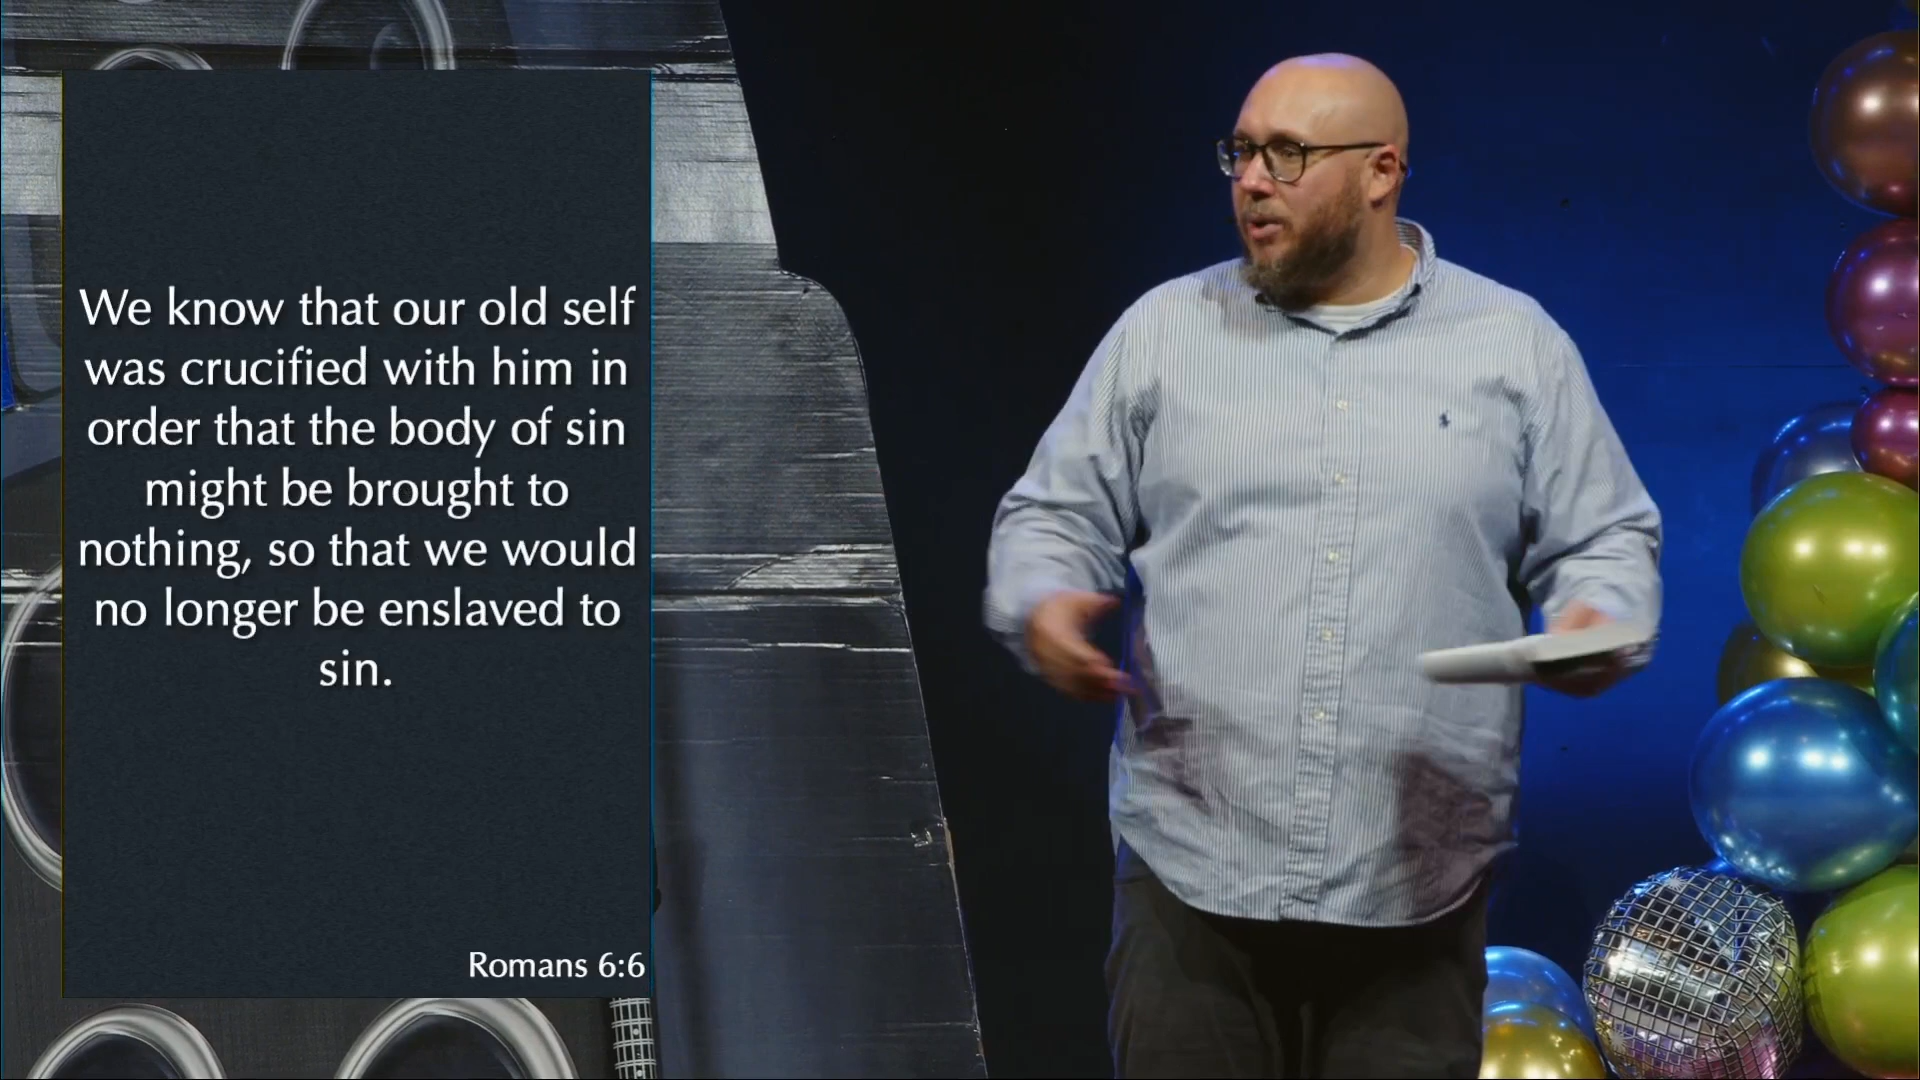 We know that our old self
was crucified with him in
order that the body of sin
might be brought to
nothing, so that we would
no longer be enslaved to
sin.
Romans 6:6